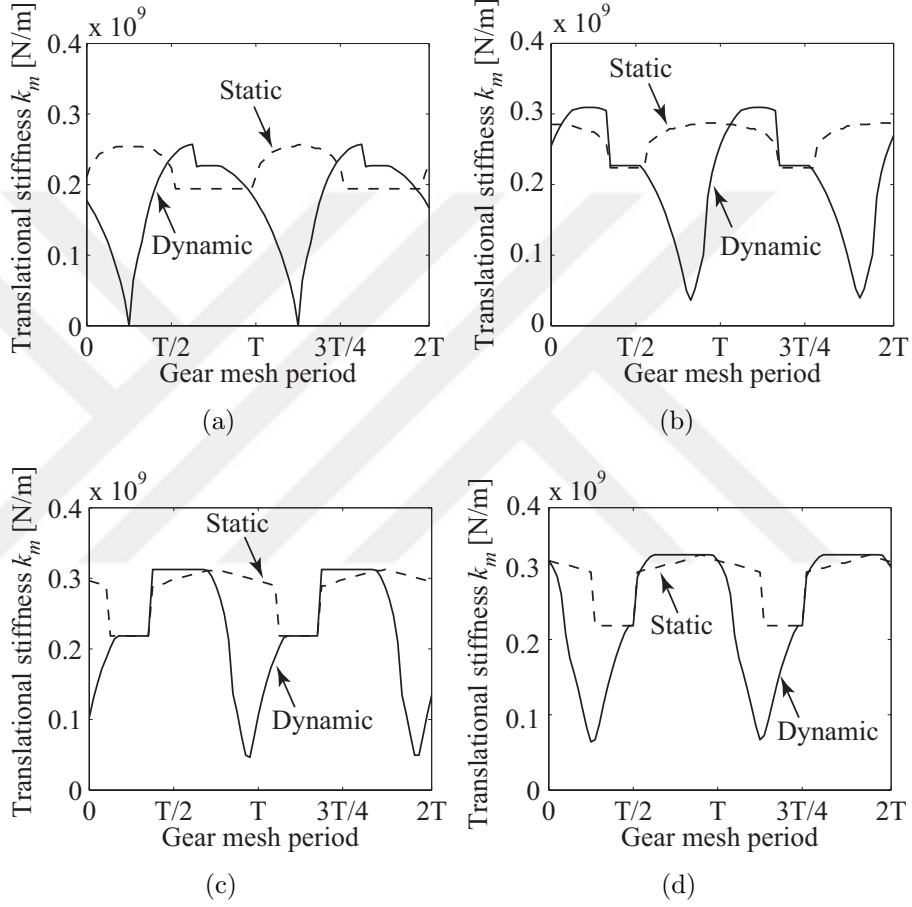 x 10⁹
Translational stiffness kₘ [N/m]
0.4
0.3
0.2
0.1
0
Static
Dynamic
0 T/2 T 3T/4 2T
Gear mesh period
(a)
x 10⁹
Translational stiffness kₘ [N/m]
0.4
0.3
0.2
0.1
0
Static
Dynamic
0 T/2 T 3T/4 2T
Gear mesh period
(b)
x 10⁹
Translational stiffness kₘ [N/m]
0.4
0.3
0.2
0.1
0
Static
Dynamic
0 T/2 T 3T/4 2T
Gear mesh period
(c)
x 10⁹
Translational stiffness kₘ [N/m]
0.4
0.3
0.2
0.1
0
Static
Dynamic
0 T/2 T 3T/4 2T
Gear mesh period
(d)